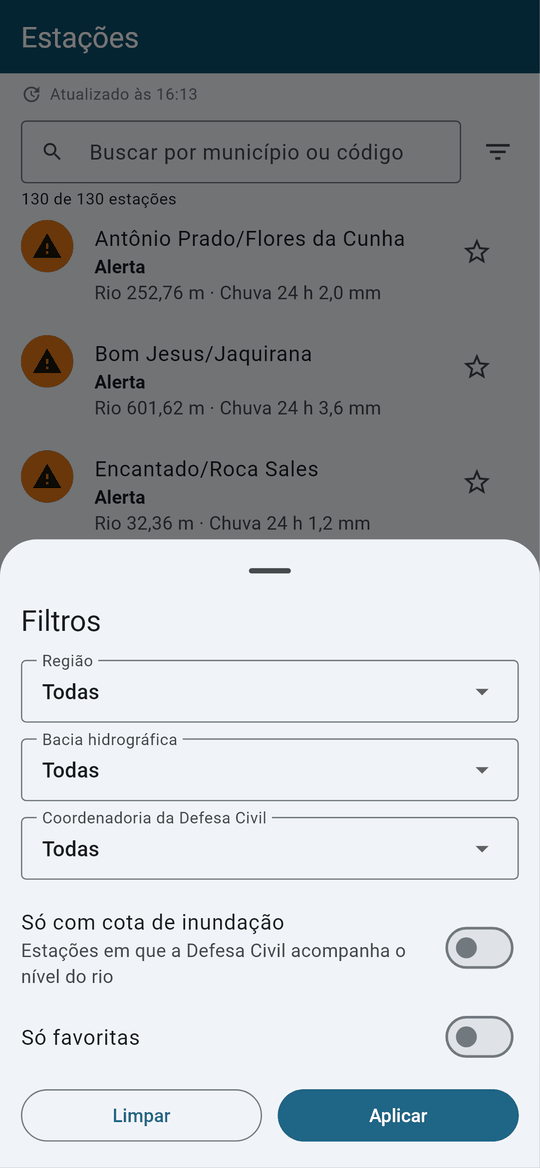 Estações
Atualizado às 16:13
Buscar por município ou código
130 de 130 estações
Antônio Prado/Flores da Cunha
Alerta
Rio 252,76 m · Chuva 24 h 2,0 mm
Bom Jesus/Jaquirana
Alerta
Rio 601,62 m · Chuva 24 h 3,6 mm
Encantado/Roca Sales
Alerta
Rio 32,36 m · Chuva 24 h 1,2 mm
Filtros
Região
Todas
Bacia hidrográfica
Todas
Coordenadoria da Defesa Civil
Todas
Só com cota de inundação
Estações em que a Defesa Civil acompanha o
nível do rio
Só favoritas
Limpar
Aplicar